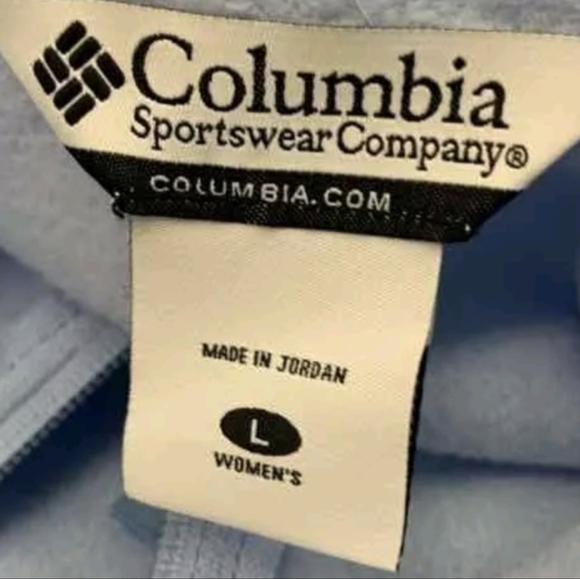 Columbia
Sportswear Company®
COLUMBIA.COM
MADE IN JORDAN
L
WOMEN'S